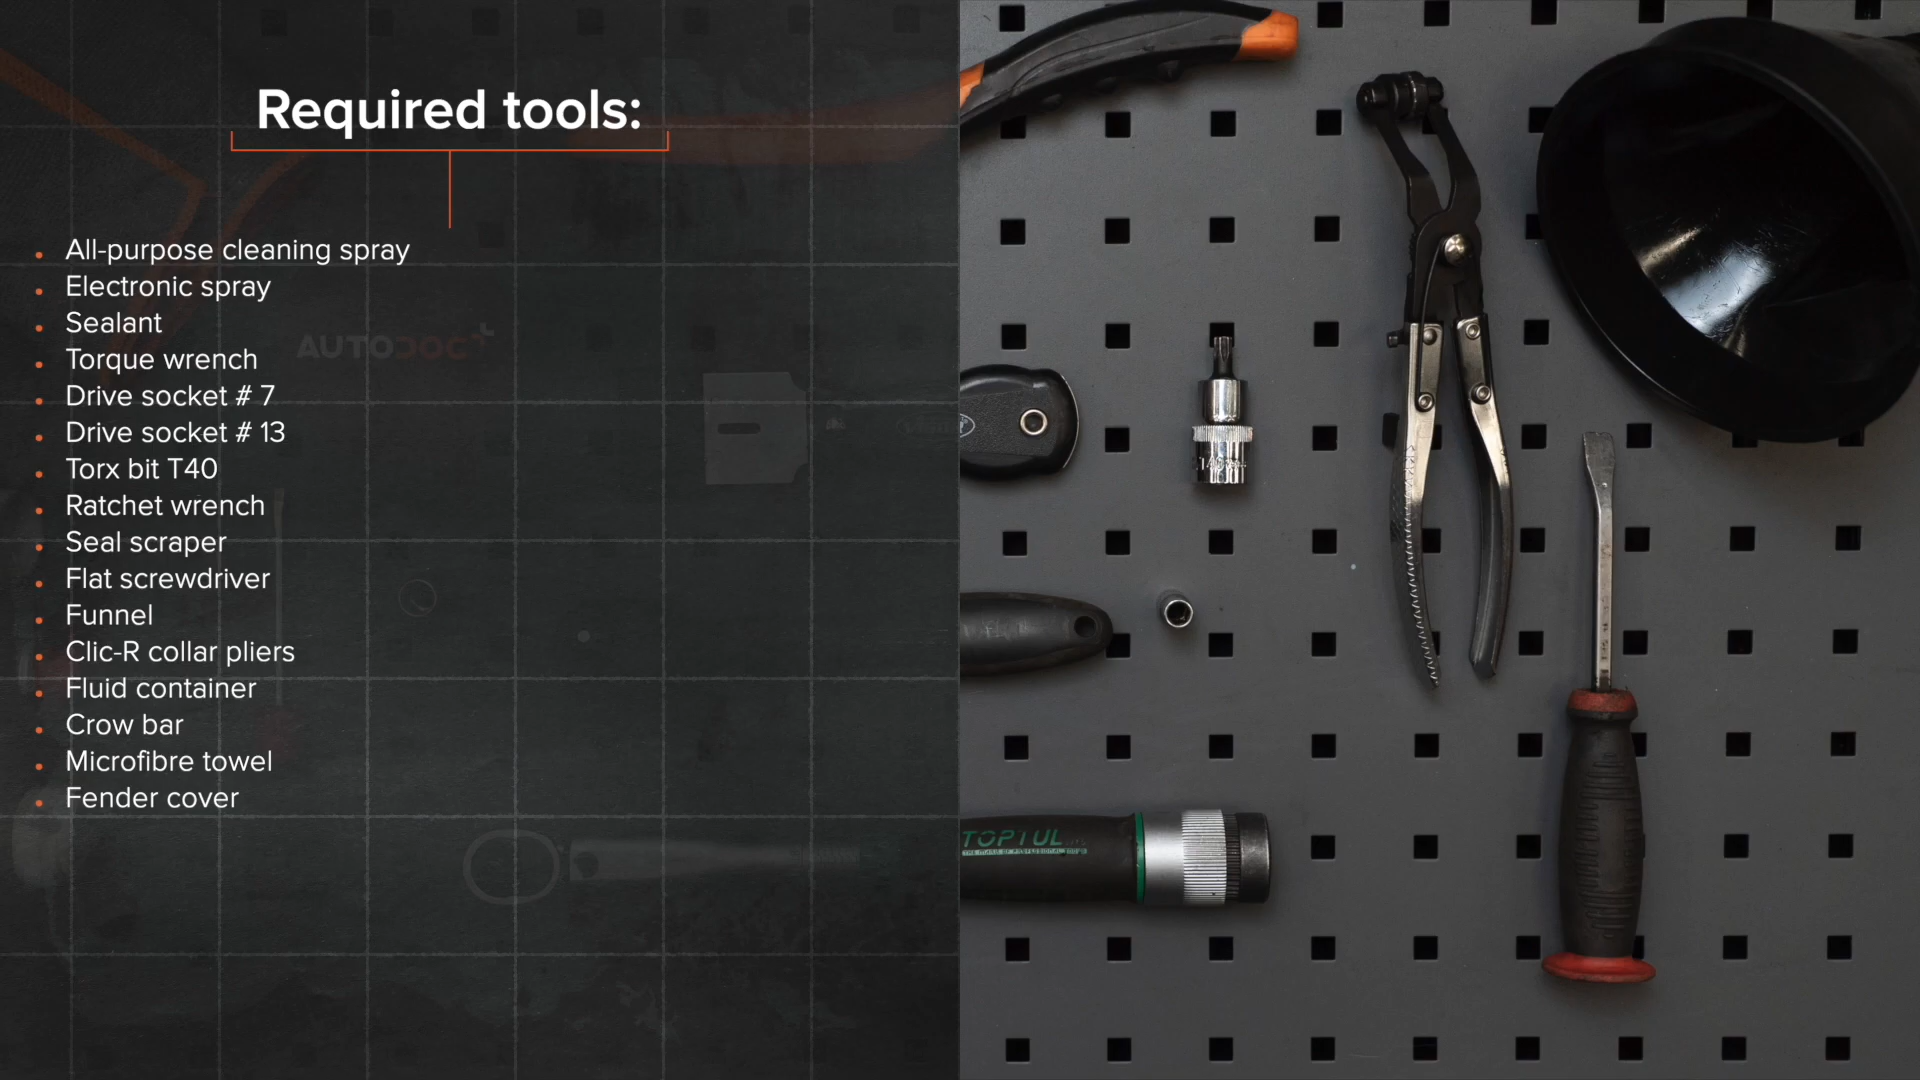 Required tools:
All-purpose cleaning spray
Electronic spray
Sealant
AUTODOC
Torque wrench
Drive socket # 7
Drive socket # 13
Torx bit T40
Ratchet wrench
Seal scraper
Flat screwdriver
Funnel
Clic-R collar pliers
Fluid container
Crow bar
Microfibre towel
Fender cover
TOPTUL